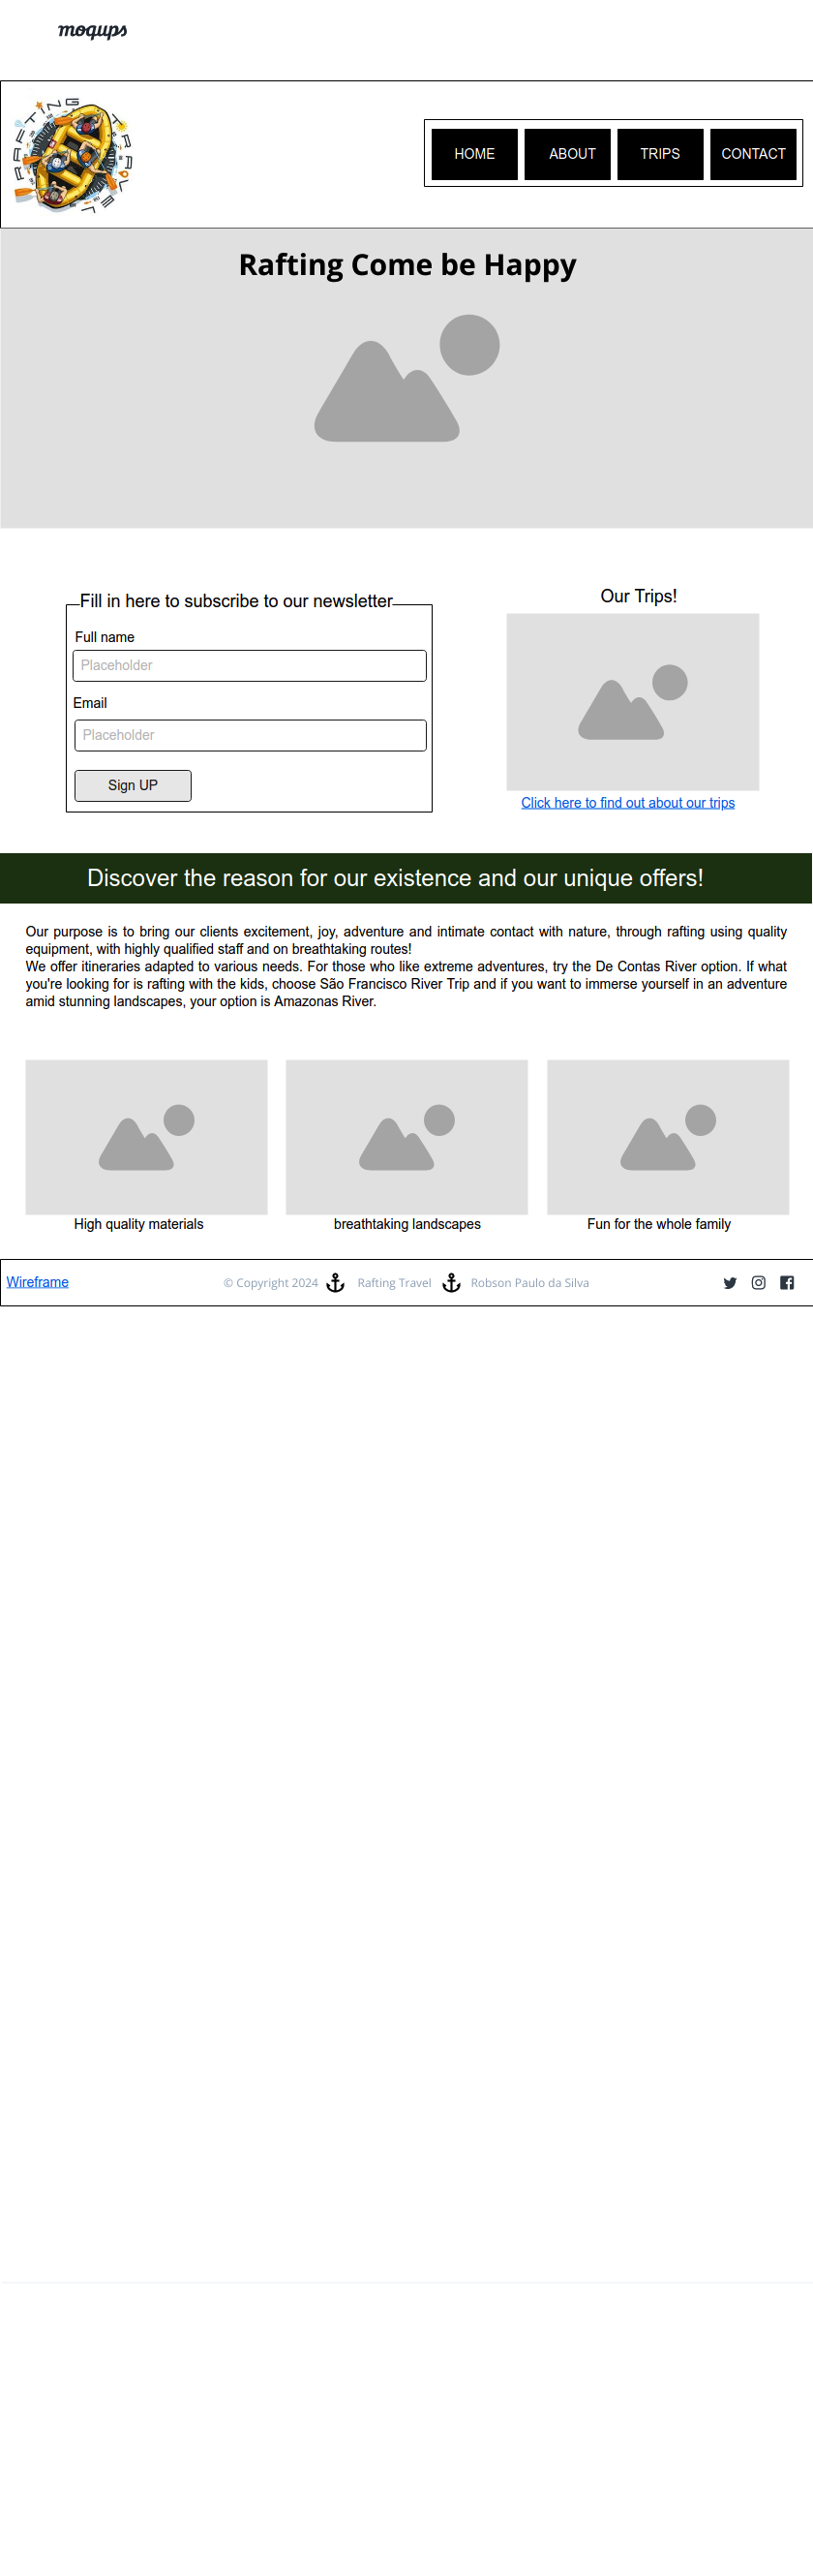 moqups
RAFTING TRAVEL
HOME ABOUT TRIPS CONTACT
Rafting Come be Happy
Fill in here to subscribe to our newsletter
Full name
Placeholder
Email
Placeholder
Sign UP
Our Trips!
Click here to find out about our trips
Discover the reason for our existence and our unique offers!
Our purpose is to bring our clients excitement, joy, adventure and intimate contact with nature, through rafting using quality
equipment, with highly qualified staff and on breathtaking routes!
We offer itineraries adapted to various needs. For those who like extreme adventures, try the De Contas River option. If what
you're looking for is rafting with the kids, choose São Francisco River Trip and if you want to immerse yourself in an adventure
amid stunning landscapes, your option is Amazonas River.
High quality materials
breathtaking landscapes
Fun for the whole family
Wireframe
© Copyright 2024 Rafting Travel Robson Paulo da Silva